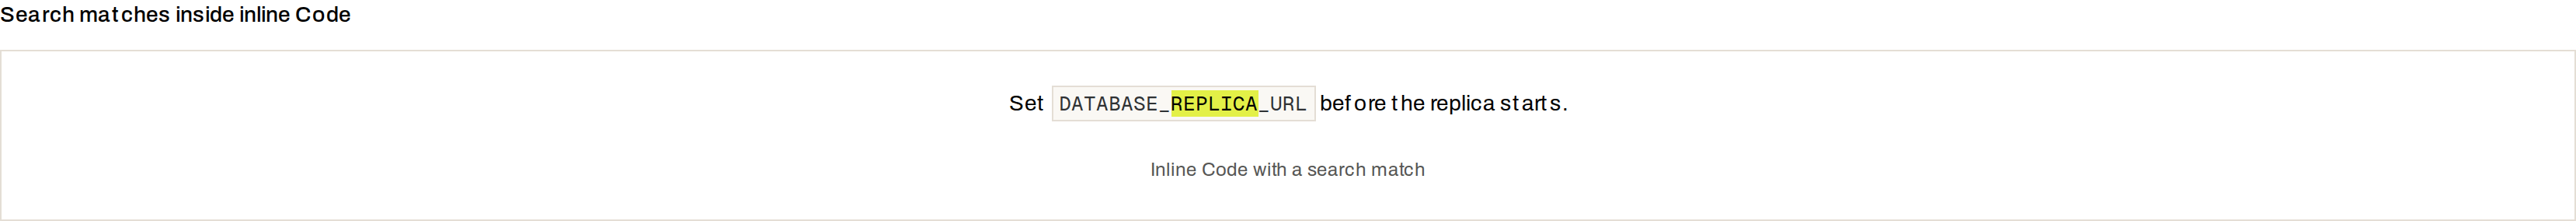 Search matches inside inline Code
Set DATABASE_REPLICA_URL before the replica starts.
Inline Code with a search match